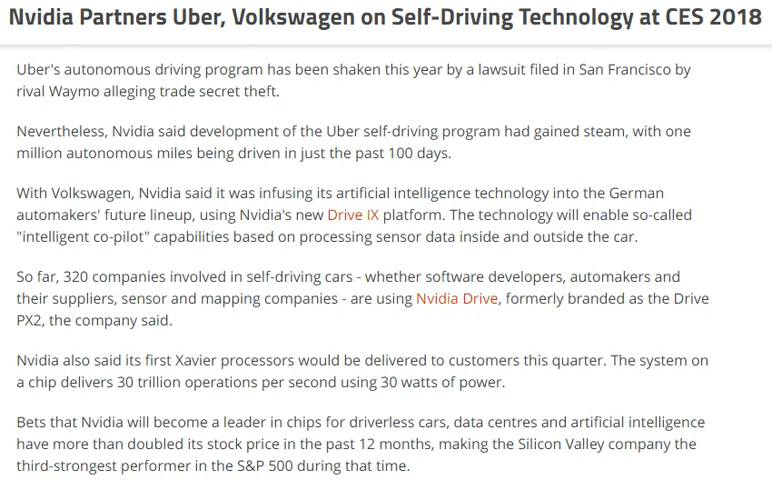 Nvidia Partners Uber, Volkswagen on Self-Driving Technology at CES 2018
Uber's autonomous driving program has been shaken this year by a lawsuit filed in San Francisco by
rival Waymo alleging trade secret theft.
Nevertheless, Nvidia said development of the Uber self-driving program had gained steam, with one
million autonomous miles being driven in just the past 100 days.
With Volkswagen, Nvidia said it was infusing its artificial intelligence technology into the German
automakers' future lineup, using Nvidia's new Drive IX platform. The technology will enable so-called
"intelligent co-pilot" capabilities based on processing sensor data inside and outside the car.
So far, 320 companies involved in self-driving cars - whether software developers, automakers and
their suppliers, sensor and mapping companies - are using Nvidia Drive, formerly branded as the Drive
PX2, the company said.
Nvidia also said its first Xavier processors would be delivered to customers this quarter. The system on
a chip delivers 30 trillion operations per second using 30 watts of power.
Bets that Nvidia will become a leader in chips for driverless cars, data centres and artificial intelligence
have more than doubled its stock price in the past 12 months, making the Silicon Valley company the
third-strongest performer in the S&P 500 during that time.